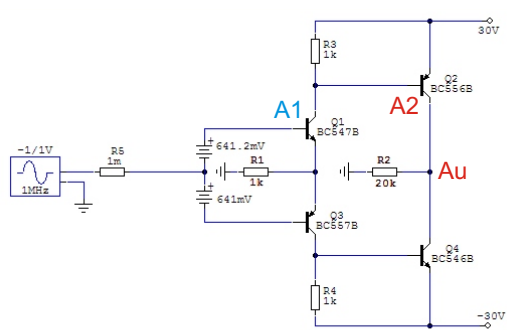 30V
R3
1k
Q2
BC556B
A1
A2
Q1
BC547B
-1/1V
1MHz
R5
1m
641.2mV
R1
1k
R2
20k
Au
641mV
Q3
BC557B
Q4
BC546B
R4
1k
-30V